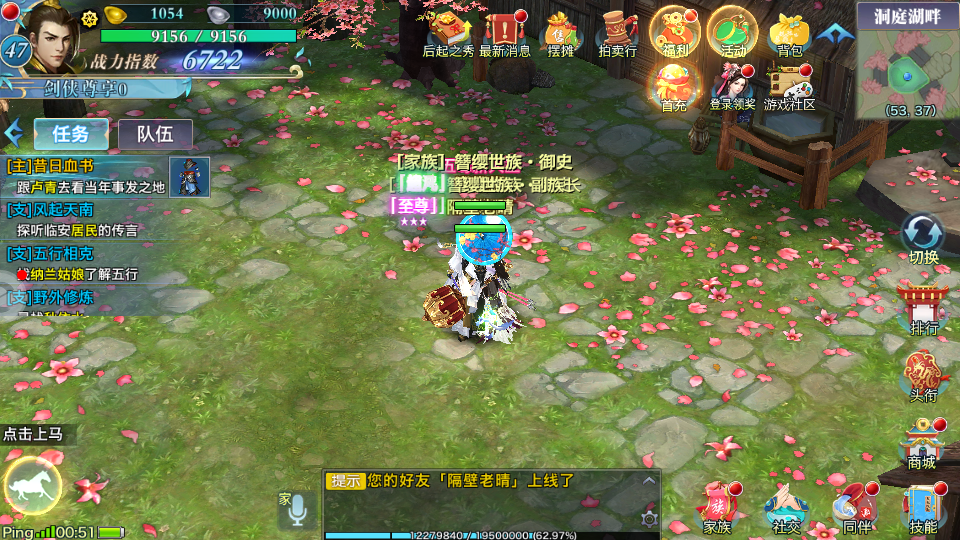 1054
9000
47
9156 / 9156
战力指数 6722
剑侠尊享0
后起之秀
最新消息
摆摊
拍卖行
福利
活动
背包
首充
登录领奖
游戏社区
洞庭湖畔
(53, 37)
任务
队伍
[主]昔日血书
跟卢青去看当年事发之地
[支]风起天南
探听临安居民的传言
[支]五行相克
找纳兰姑娘了解五行
[支]野外修炼
[家族]簪缨世族·御史
簪缨世族·副族长
[至尊]隔壁老晴
切换
排行
头衔
商城
点击上马
家
提示 您的好友「隔壁老晴」上线了
家族
社交
同伴
技能
Ping 00:51
12279840 / 19500000 (62.97%)